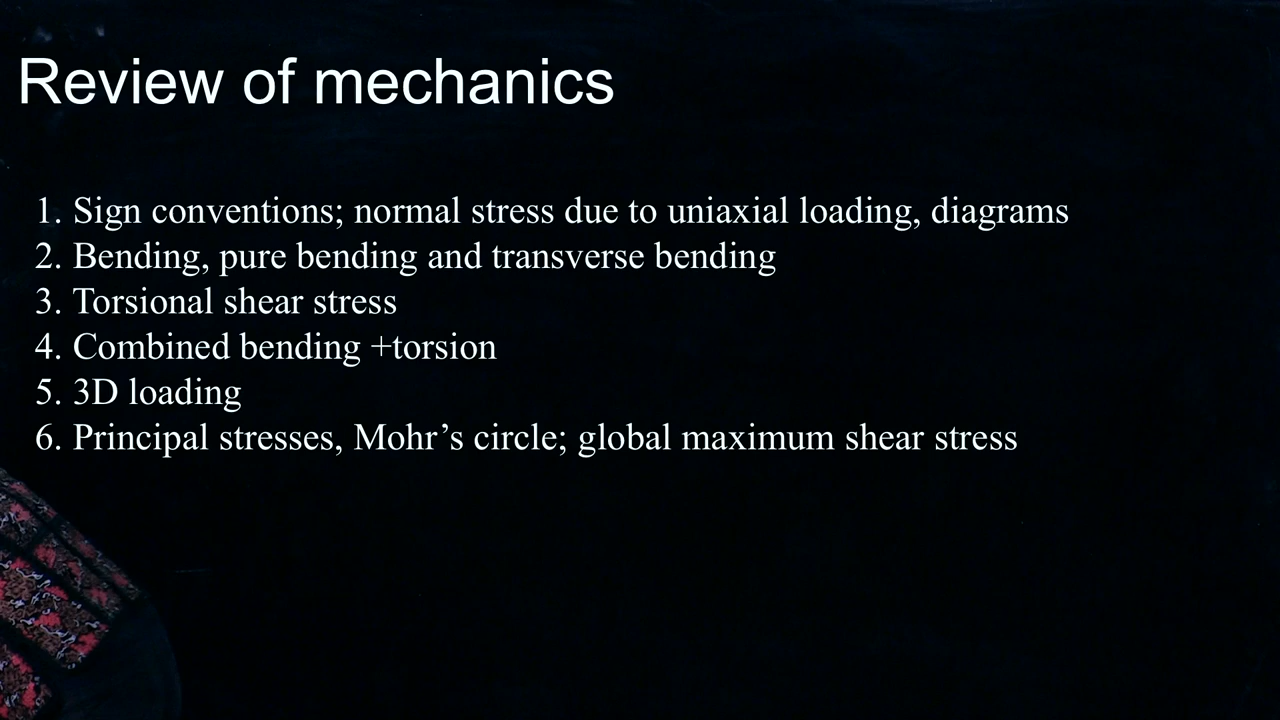 Review of mechanics
1. Sign conventions; normal stress due to uniaxial loading, diagrams
2. Bending, pure bending and transverse bending
3. Torsional shear stress
4. Combined bending +torsion
5. 3D loading
6. Principal stresses, Mohr’s circle; global maximum shear stress